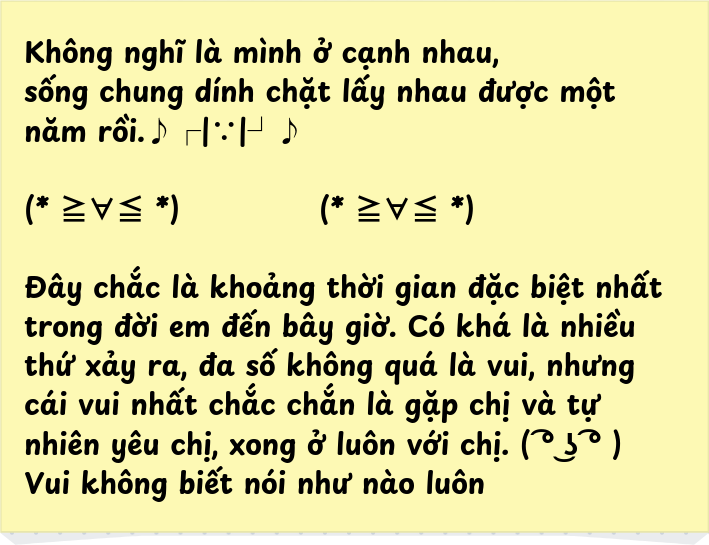 Không nghĩ là mình ở cạnh nhau,
sống chung dính chặt lấy nhau được một
năm rồi.♪ ┌|∵|┘ ♪
(* ≧∀≦ *) (* ≧∀≦ *)
Đây chắc là khoảng thời gian đặc biệt nhất
trong đời em đến bây giờ. Có khá là nhiều
thứ xảy ra, đa số không quá là vui, nhưng
cái vui nhất chắc chắn là gặp chị và tự
nhiên yêu chị, xong ở luôn với chị. ( ͡° ͜ʖ ͡° )
Vui không biết nói như nào luôn